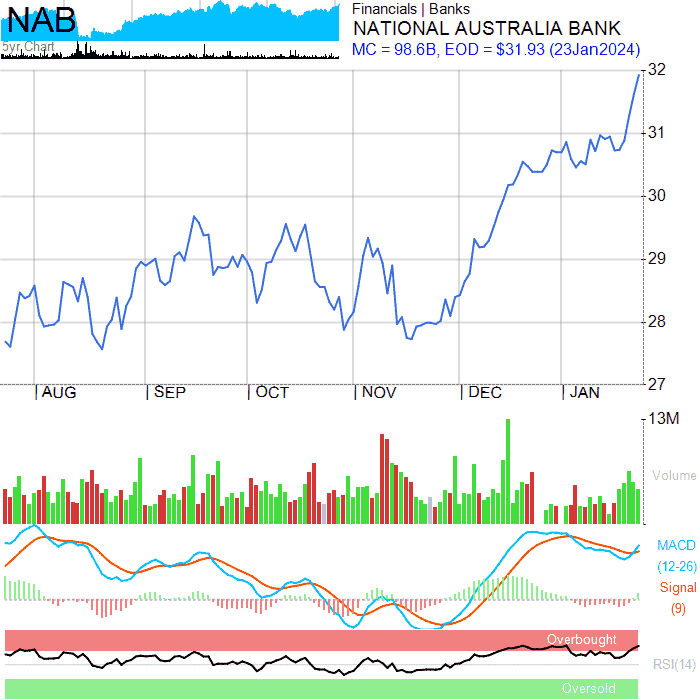 NAB
5yr Chart
Financials | Banks
NATIONAL AUSTRALIA BANK
MC = 98.6B, EOD = $31.93 (23Jan2024)
32
31
30
29
28
27
AUG SEP OCT NOV DEC JAN
13M
Volume
MACD
(12-26)
Signal
(9)
Overbought
RSI(14)
Oversold